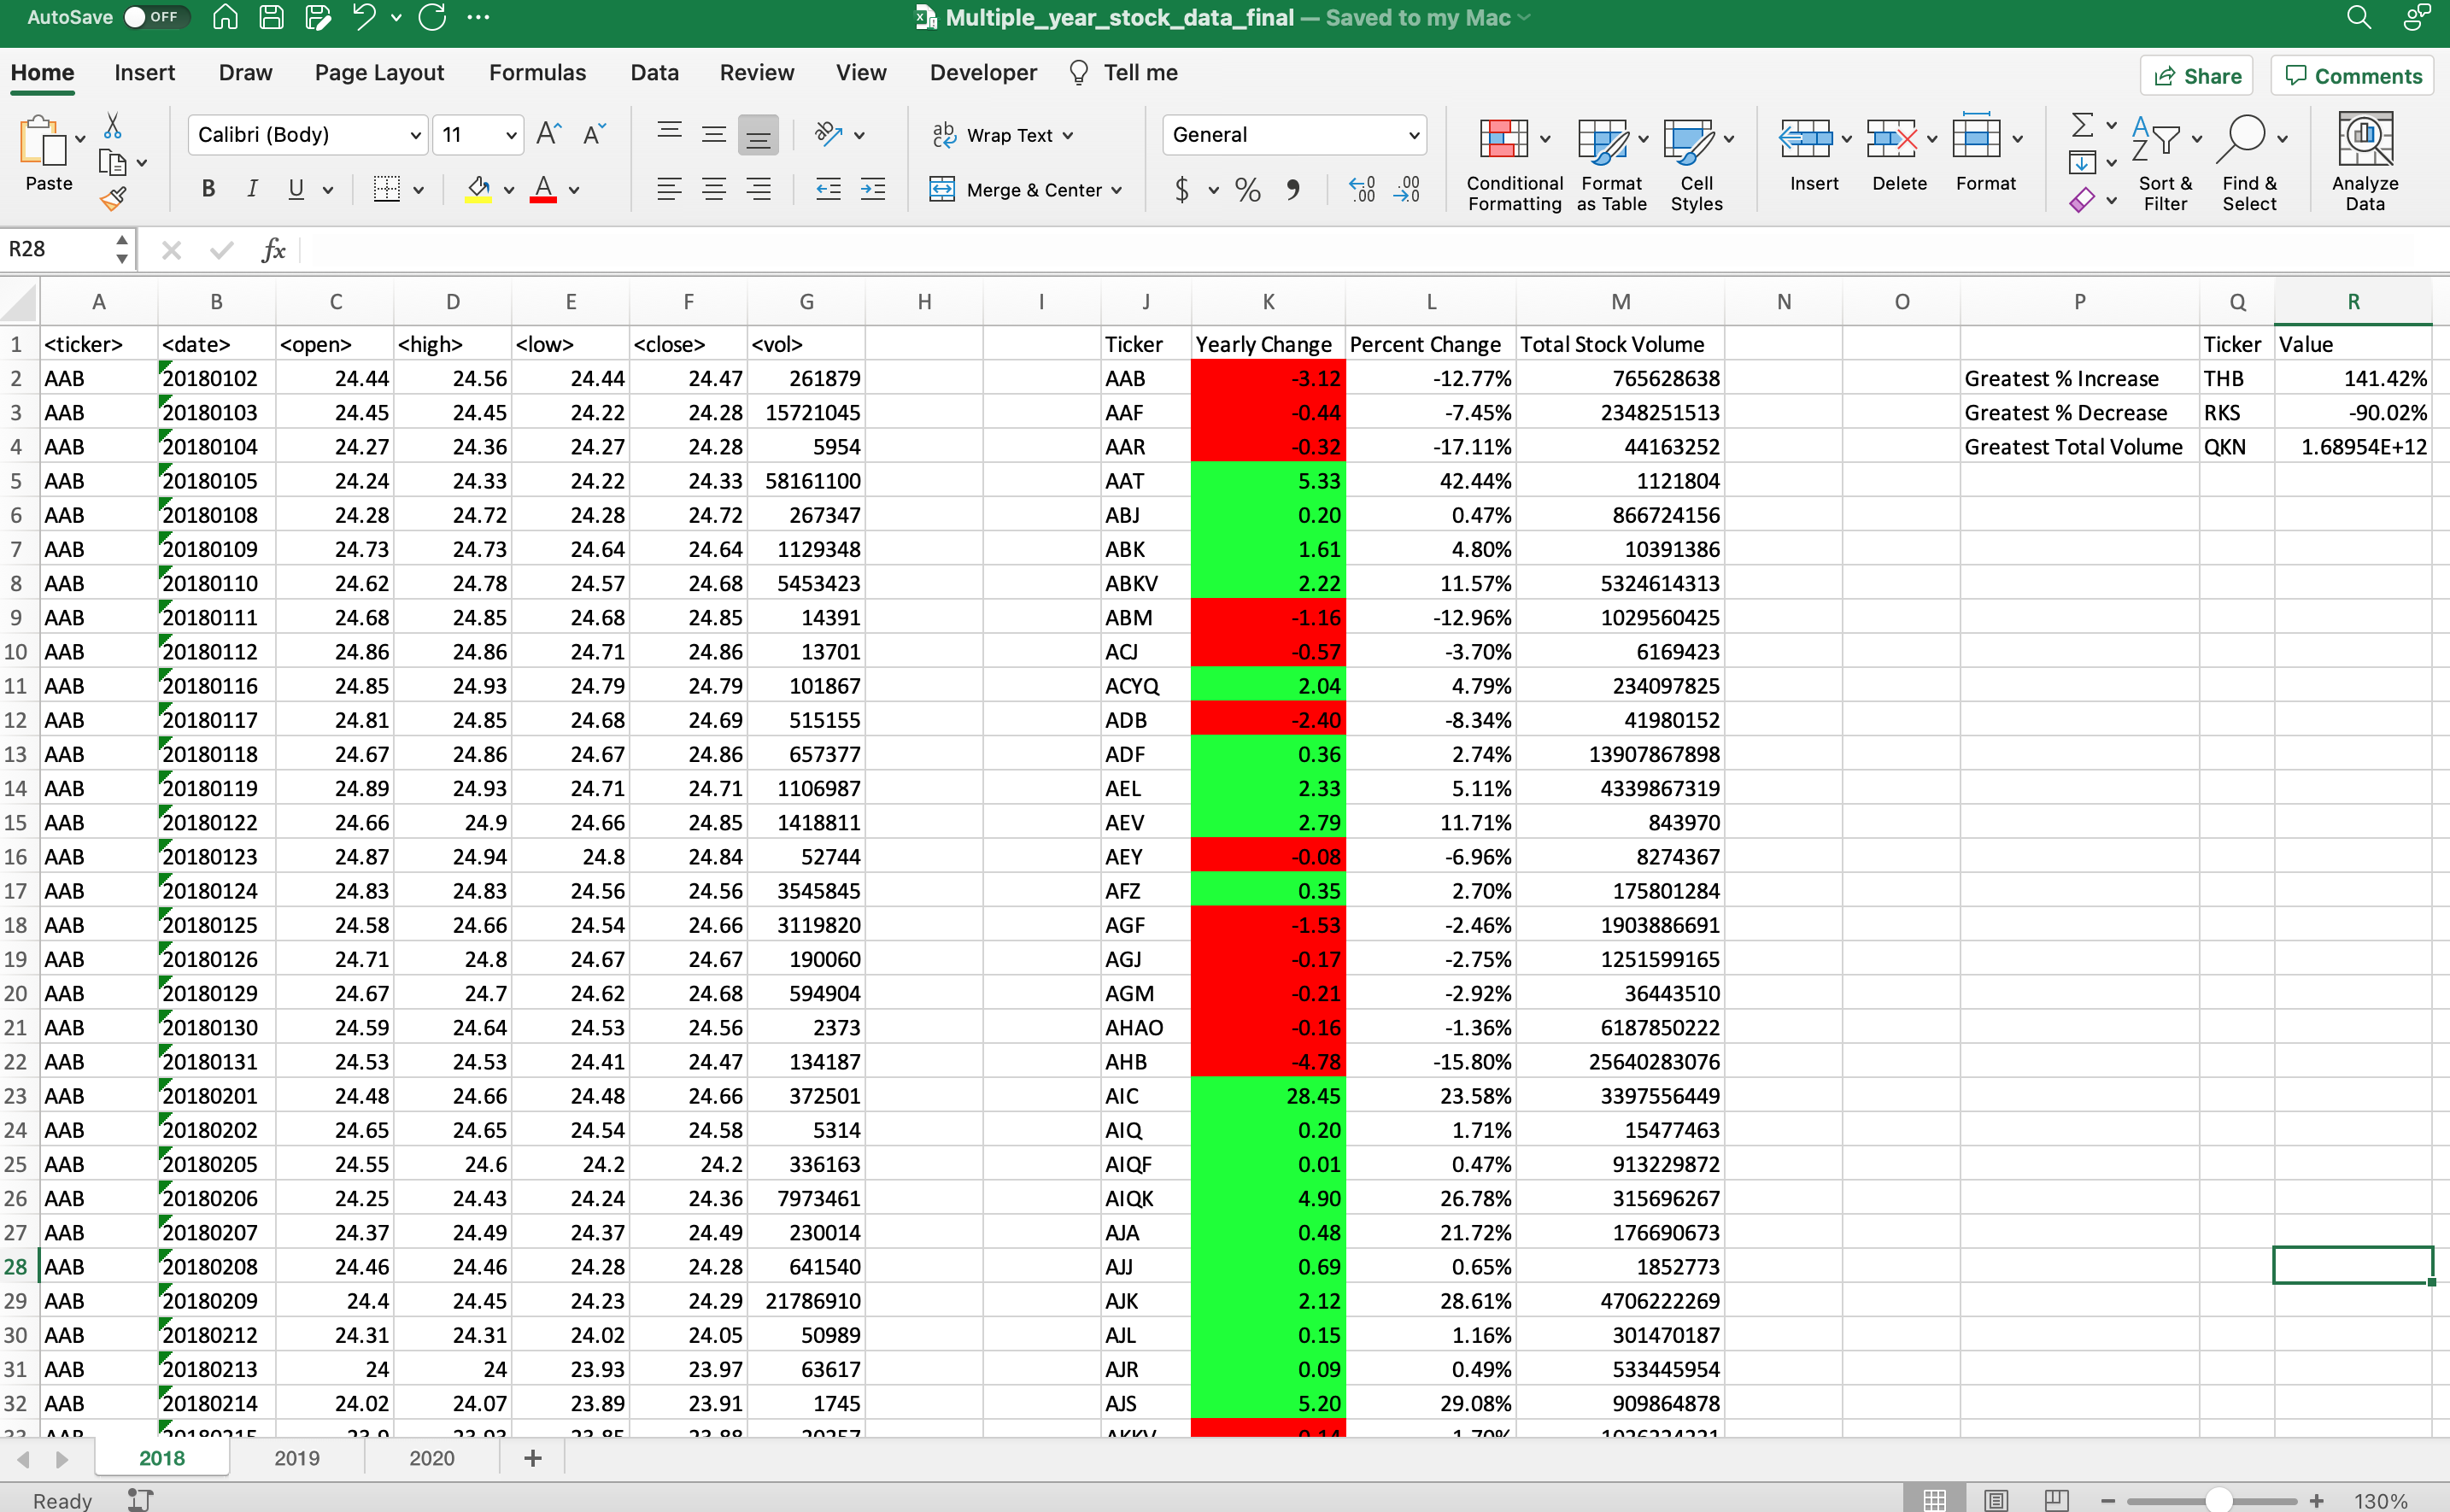 AutoSave OFF Multiple_year_stock_data_final — Saved to my Mac
Home Insert Draw Page Layout Formulas Data Review View Developer Tell me Share Comments
Paste Calibri (Body) 11 Wrap Text General
B I U Merge & Center $ % Conditional Formatting Format as Table Cell Styles Insert Delete Format Sort & Filter Find & Select Analyze Data
R28 fx
A B C D E F G H I J K L M N O P Q R
1 <ticker> <date> <open> <high> <low> <close> <vol> Ticker Yearly Change Percent Change Total Stock Volume Ticker Value
2 AAB 20180102 24.44 24.56 24.44 24.47 261879 AAB -3.12 -12.77% 765628638 Greatest % Increase THB 141.42%
3 AAB 20180103 24.45 24.45 24.22 24.28 15721045 AAF -0.44 -7.45% 2348251513 Greatest % Decrease RKS -90.02%
4 AAB 20180104 24.27 24.36 24.27 24.28 5954 AAR -0.32 -17.11% 44163252 Greatest Total Volume QKN 1.68954E+12
5 AAB 20180105 24.24 24.33 24.22 24.33 58161100 AAT 5.33 42.44% 1121804
6 AAB 20180108 24.28 24.72 24.28 24.72 267347 ABJ 0.20 0.47% 866724156
7 AAB 20180109 24.73 24.73 24.64 24.64 1129348 ABK 1.61 4.80% 10391386
8 AAB 20180110 24.62 24.78 24.57 24.68 5453423 ABKV 2.22 11.57% 5324614313
9 AAB 20180111 24.68 24.85 24.68 24.85 14391 ABM -1.16 -12.96% 1029560425
10 AAB 20180112 24.86 24.86 24.71 24.86 13701 ACJ -0.57 -3.70% 6169423
11 AAB 20180116 24.85 24.93 24.79 24.79 101867 ACYQ 2.04 4.79% 234097825
12 AAB 20180117 24.81 24.85 24.68 24.69 515155 ADB -2.40 -8.34% 41980152
13 AAB 20180118 24.67 24.86 24.67 24.86 657377 ADF 0.36 2.74% 13907867898
14 AAB 20180119 24.89 24.93 24.71 24.71 1106987 AEL 2.33 5.11% 4339867319
15 AAB 20180122 24.66 24.9 24.66 24.85 1418811 AEV 2.79 11.71% 843970
16 AAB 20180123 24.87 24.94 24.8 24.84 52744 AEY -0.08 -6.96% 8274367
17 AAB 20180124 24.83 24.83 24.56 24.56 3545845 AFZ 0.35 2.70% 175801284
18 AAB 20180125 24.58 24.66 24.54 24.66 3119820 AGF -1.53 -2.46% 1903886691
19 AAB 20180126 24.71 24.8 24.67 24.67 190060 AGJ -0.17 -2.75% 1251599165
20 AAB 20180129 24.67 24.7 24.62 24.68 594904 AGM -0.21 -2.92% 36443510
21 AAB 20180130 24.59 24.64 24.53 24.56 2373 AHAO -0.16 -1.36% 6187850222
22 AAB 20180131 24.53 24.53 24.41 24.47 134187 AHB -4.78 -15.80% 25640283076
23 AAB 20180201 24.48 24.66 24.48 24.66 372501 AIC 28.45 23.58% 3397556449
24 AAB 20180202 24.65 24.65 24.54 24.58 5314 AIQ 0.20 1.71% 15477463
25 AAB 20180205 24.55 24.6 24.2 24.2 336163 AIQF 0.01 0.47% 913229872
26 AAB 20180206 24.25 24.43 24.24 24.36 7973461 AIQK 4.90 26.78% 315696267
27 AAB 20180207 24.37 24.49 24.37 24.49 230014 AJA 0.48 21.72% 176690673
28 AAB 20180208 24.46 24.46 24.28 24.28 641540 AJJ 0.69 0.65% 1852773
29 AAB 20180209 24.4 24.45 24.23 24.29 21786910 AJK 2.12 28.61% 4706222269
30 AAB 20180212 24.31 24.31 24.02 24.05 50989 AJL 0.15 1.16% 301470187
31 AAB 20180213 24 24 23.93 23.97 63617 AJR 0.09 0.49% 533445954
32 AAB 20180214 24.02 24.07 23.89 23.91 1745 AJS 5.20 29.08% 909864878
2018 2019 2020
Ready 130%